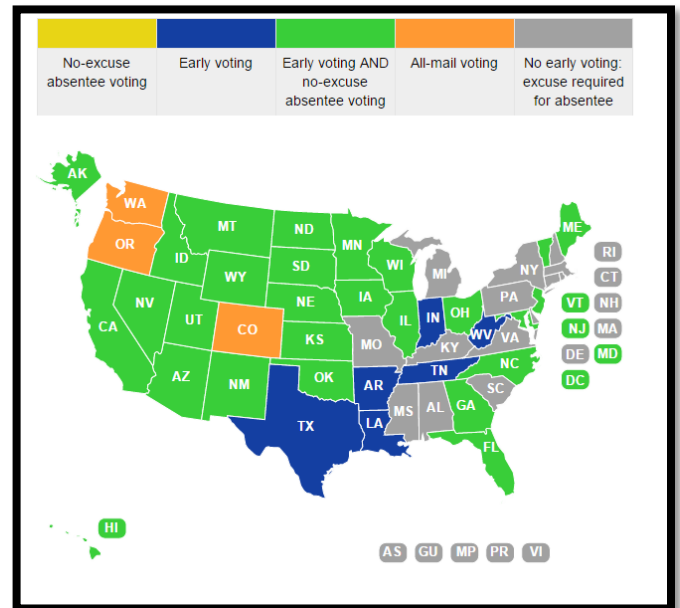 No-excuse
absentee voting
Early voting
Early voting AND
no-excuse
absentee voting
All-mail voting
No early voting:
excuse required
for absentee
AK
WA
OR
MT
ID
ND
MN
SD
WI
WY
MI
NY
ME
RI
CT
NV
NE
IA
PA
VT NH
CA
UT
CO
IL
IN
OH
NJ MA
KS
MO
KY
WV
VA
DE MD
AZ
NM
OK
AR
TN
NC
DC
TX
LA
MS
AL
GA
SC
FL
HI
AS GU MP PR VI